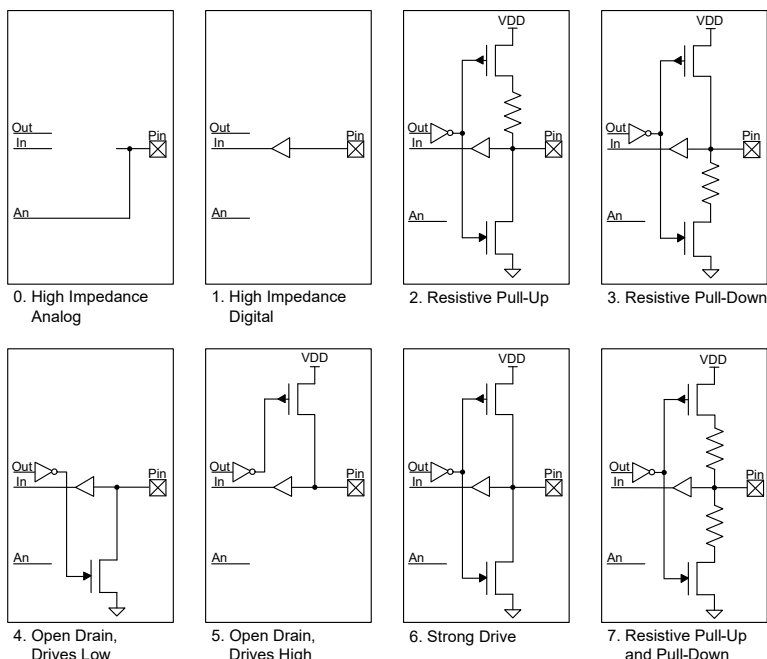 VDD
VDD
Out
In
Pin
An
Out
In
Pin
An
Out
In
Pin
An
Out
In
Pin
An
0. High Impedance
Analog
1. High Impedance
Digital
2. Resistive Pull-Up
3. Resistive Pull-Down
VDD
VDD
VDD
Out
In
Pin
An
Out
In
Pin
An
Out
In
Pin
An
Out
In
Pin
An
4. Open Drain,
Drives Low
5. Open Drain,
Drives High
6. Strong Drive
7. Resistive Pull-Up
and Pull-Down